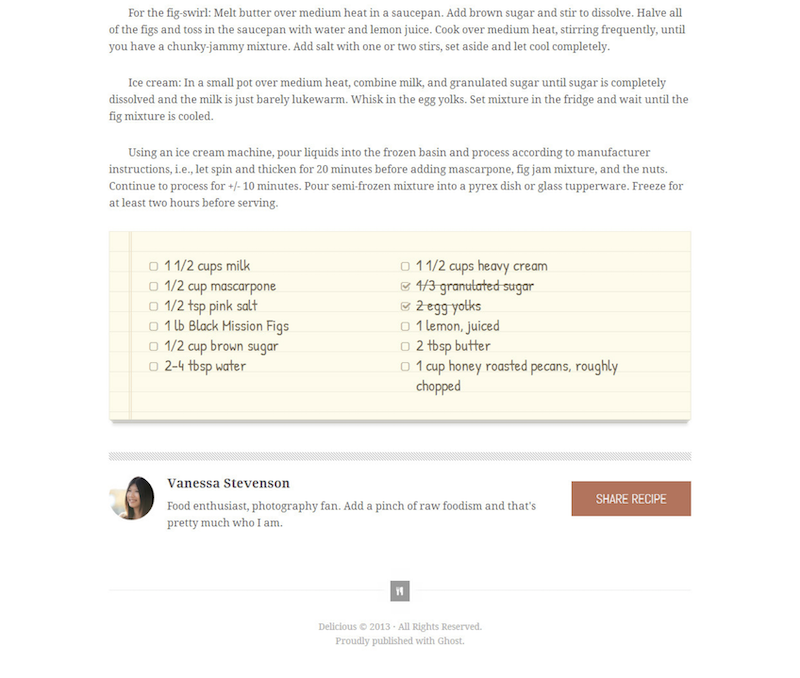 For the fig-swirl: Melt butter over medium heat in a saucepan. Add brown sugar and stir to dissolve. Halve all
of the figs and toss in the saucepan with water and lemon juice. Cook over medium heat, stirring frequently, until
you have a chunky-jammy mixture. Add salt with one or two stirs, set aside and let cool completely.
Ice cream: In a small pot over medium heat, combine milk, and granulated sugar until sugar is completely
dissolved and the milk is just barely lukewarm. Whisk in the egg yolks. Set mixture in the fridge and wait until the
fig mixture is cooled.
Using an ice cream machine, pour liquids into the frozen basin and process according to manufacturer
instructions, i.e., let spin and thicken for 20 minutes before adding mascarpone, fig jam mixture, and the nuts.
Continue to process for +/- 10 minutes. Pour semi-frozen mixture into a pyrex dish or glass tupperware. Freeze for
at least two hours before serving.
1 1/2 cups milk
1/2 cup mascarpone
1/2 tsp pink salt
1 lb Black Mission Figs
1/2 cup brown sugar
2-4 tbsp water
1 1/2 cups heavy cream
1/3 granulated sugar
2 egg yolks
1 lemon, juiced
2 tbsp butter
1 cup honey roasted pecans, roughly
chopped
Vanessa Stevenson
Food enthusiast, photography fan. Add a pinch of raw foodism and that's
pretty much who I am.
SHARE RECIPE
Delicious © 2013 · All Rights Reserved.
Proudly published with Ghost.